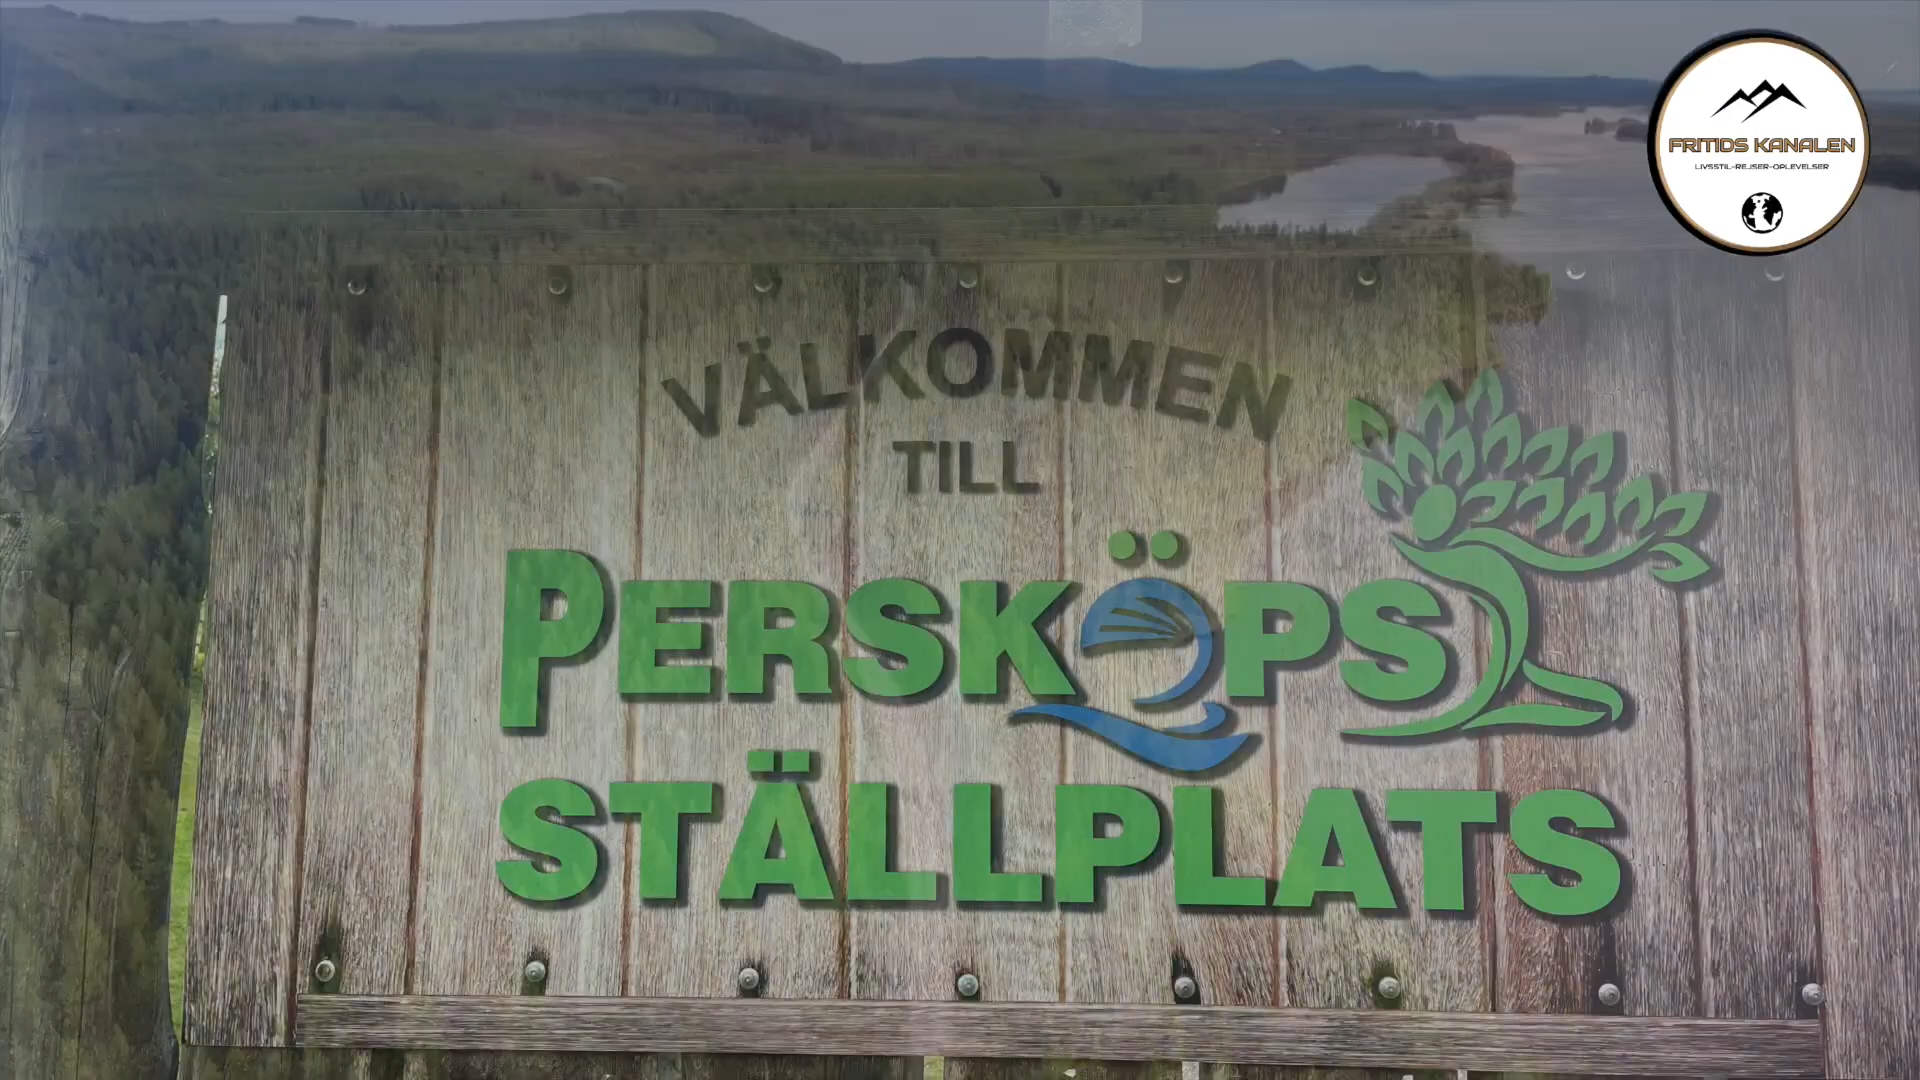 FRITIDS KANALEN
LIVSSTIL-REJSER-OPLEVELSER
VÄLKOMMEN
TILL
PERSKÖPS
STÄLLPLATS